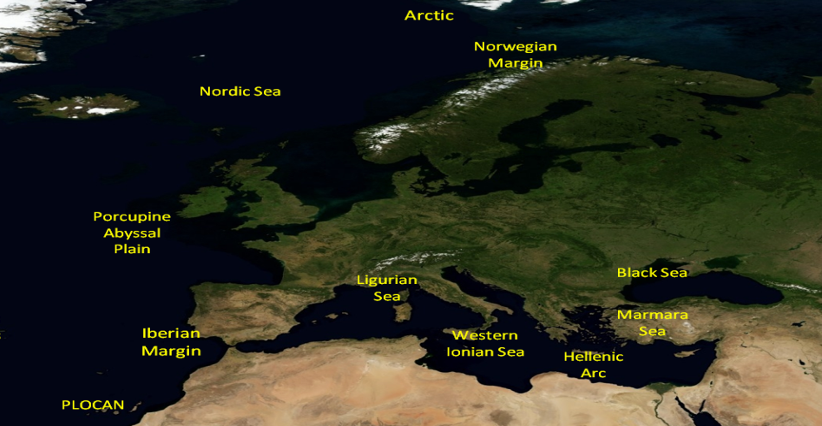 Arctic
Norwegian
Margin
Nordic Sea
Porcupine
Abyssal
Plain
Black Sea
Ligurian
Sea
Marmara
Sea
Iberian
Margin
Western
Ionian Sea
Hellenic
Arc
PLOCAN